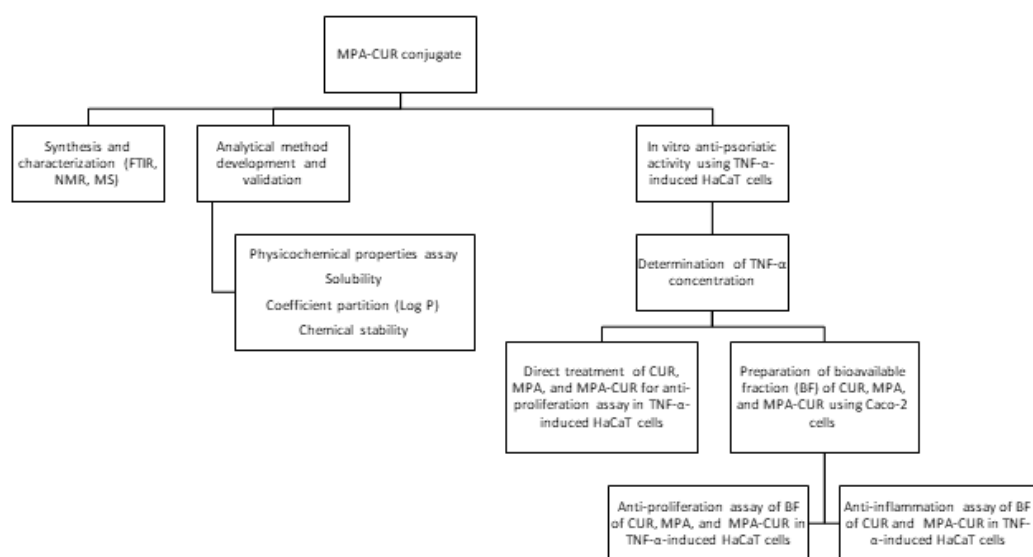 MPA-CUR conjugate
Synthesis and
characterization (FTIR,
NMR, MS)
Analytical method
development and
validation
In vitro anti-psoriatic
activity using TNF-α-
induced HaCaT cells
Physicochemical properties assay
Solubility
Coefficient partition (Log P)
Chemical stability
Determination of TNF-α
concentration
Direct treatment of CUR,
MPA, and MPA-CUR for anti-
proliferation assay in TNF-α-
induced HaCaT cells
Preparation of bioavailable
fraction (BF) of CUR, MPA,
and MPA-CUR using Caco-2
cells
Anti-proliferation assay of BF
of CUR, MPA, and MPA-CUR in
TNF-α-induced HaCaT cells
Anti-inflammation assay of BF
of CUR and MPA-CUR in TNF-
α-induced HaCaT cells